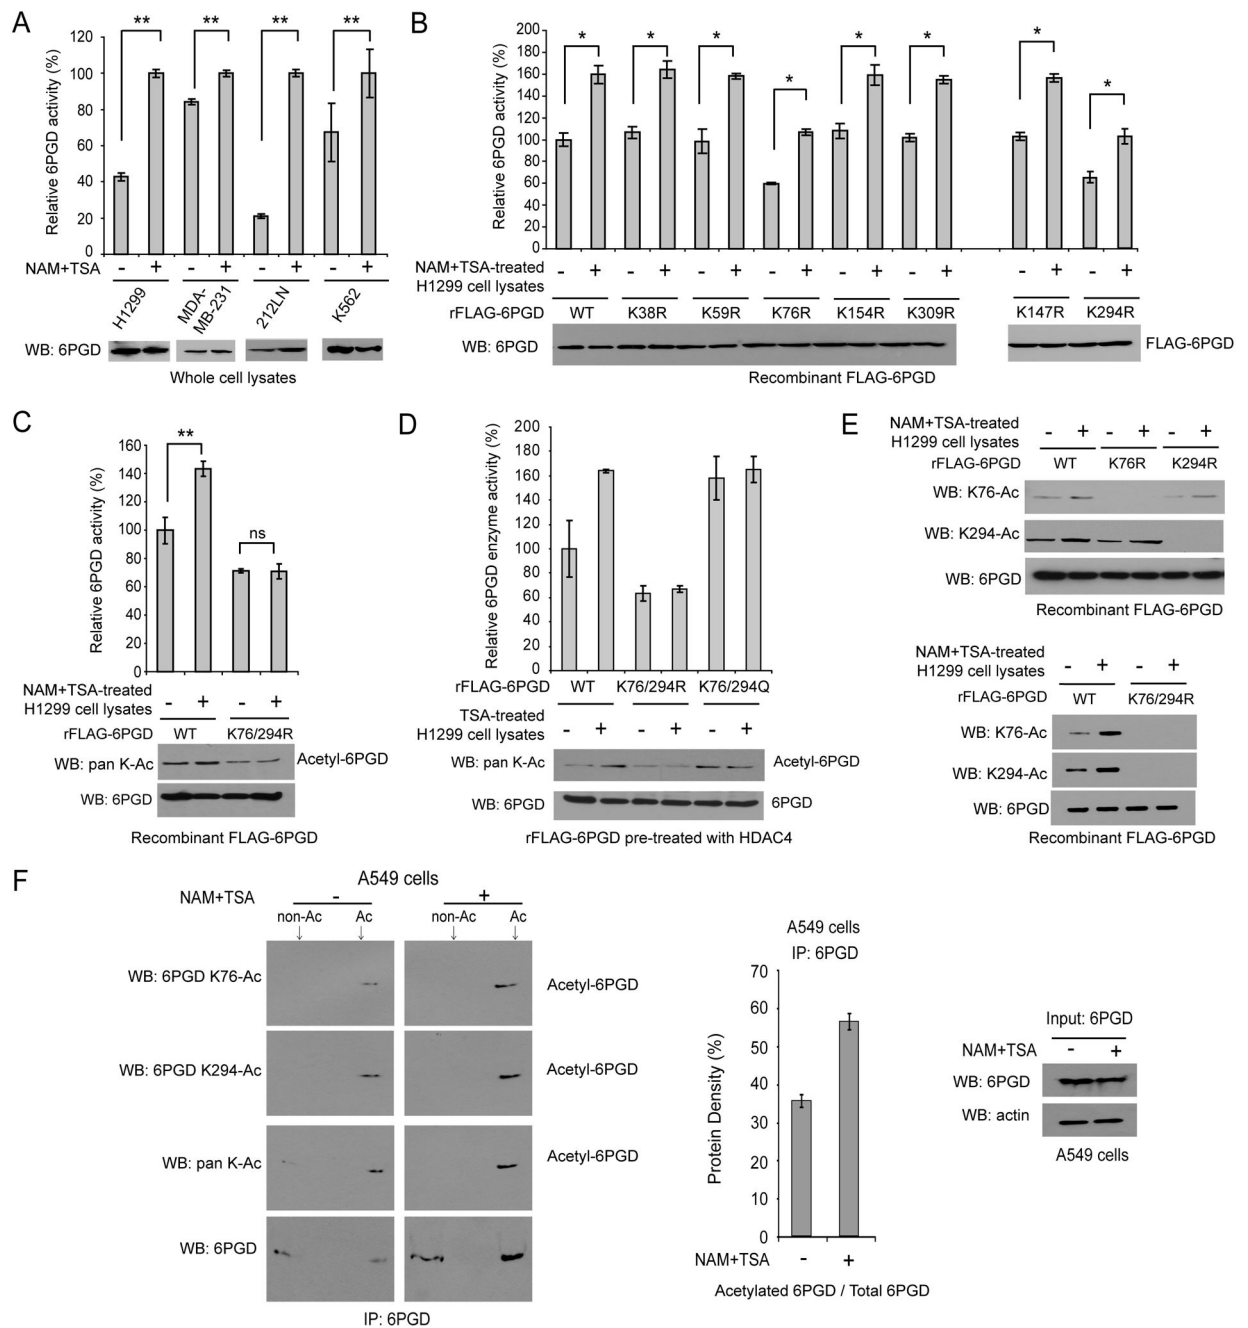 A
Relative 6PGD activity (%)
120
100
80
60
40
20
0
** ** ** **
NAM+TSA - + - + - + - +
H1299
MDA-
MB-231
212LN
K562
WB: 6PGD
Whole cell lysates
B
Relative 6PGD activity (%)
200
180
160
140
120
100
80
60
40
20
0
* * * * * * * *
NAM+TSA-treated
H1299 cell lysates
- + - + - + - + - + - + - + - +
rFLAG-6PGD WT K38R K59R K76R K154R K309R K147R K294R
WB: 6PGD
FLAG-6PGD
Recombinant FLAG-6PGD
C
Relative 6PGD activity (%)
160
140
120
100
80
60
40
20
0
** ns
NAM+TSA-treated
H1299 cell lysates
- + - +
rFLAG-6PGD WT K76/294R
WB: pan K-Ac Acetyl-6PGD
WB: 6PGD
Recombinant FLAG-6PGD
D
Relative 6PGD enzyme activity (%)
200
180
160
140
120
100
80
60
40
20
0
rFLAG-6PGD WT K76/294R K76/294Q
TSA-treated
H1299 cell lysates
- + - + - +
WB: pan K-Ac Acetyl-6PGD
WB: 6PGD 6PGD
rFLAG-6PGD pre-treated with HDAC4
E
NAM+TSA-treated
H1299 cell lysates
- + - + - +
rFLAG-6PGD WT K76R K294R
WB: K76-Ac
WB: K294-Ac
WB: 6PGD
Recombinant FLAG-6PGD
NAM+TSA-treated
H1299 cell lysates
- + - +
rFLAG-6PGD WT K76/294R
WB: K76-Ac
WB: K294-Ac
WB: 6PGD
Recombinant FLAG-6PGD
F
A549 cells
NAM+TSA - +
non-Ac Ac non-Ac Ac
WB: 6PGD K76-Ac Acetyl-6PGD
WB: 6PGD K294-Ac Acetyl-6PGD
WB: pan K-Ac Acetyl-6PGD
WB: 6PGD
IP: 6PGD
A549 cells
IP: 6PGD
Protein Density (%)
70
60
50
40
30
20
10
0
NAM+TSA - +
Acetylated 6PGD / Total 6PGD
Input: 6PGD
NAM+TSA - +
WB: 6PGD
WB: actin
A549 cells